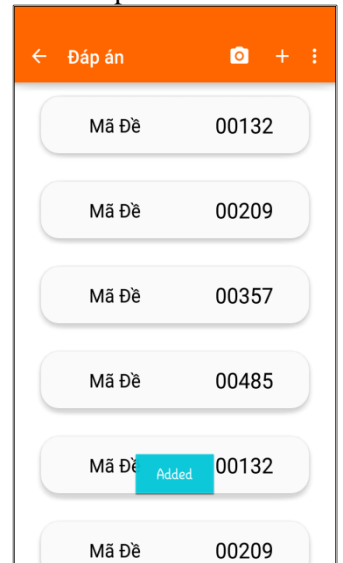 Đáp án
Mã Đề 00132
Mã Đề 00209
Mã Đề 00357
Mã Đề 00485
Mã Đề 00132
Added
Mã Đề 00209